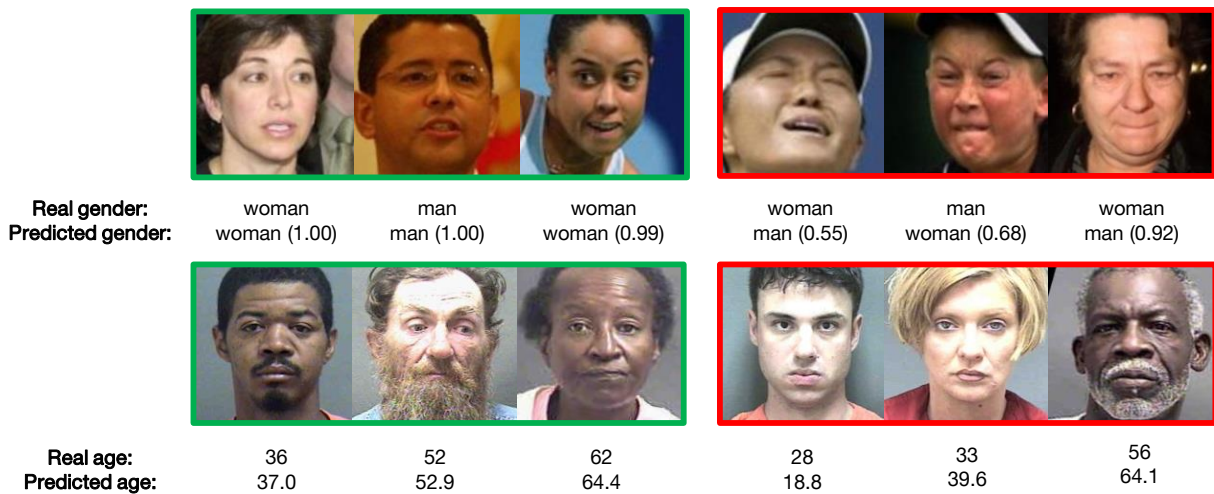 Real gender: woman man woman woman man woman
Predicted gender: woman (1.00) man (1.00) woman (0.99) man (0.55) woman (0.68) man (0.92)
Real age: 36 52 62 28 33 56
Predicted age: 37.0 52.9 64.4 18.8 39.6 64.1